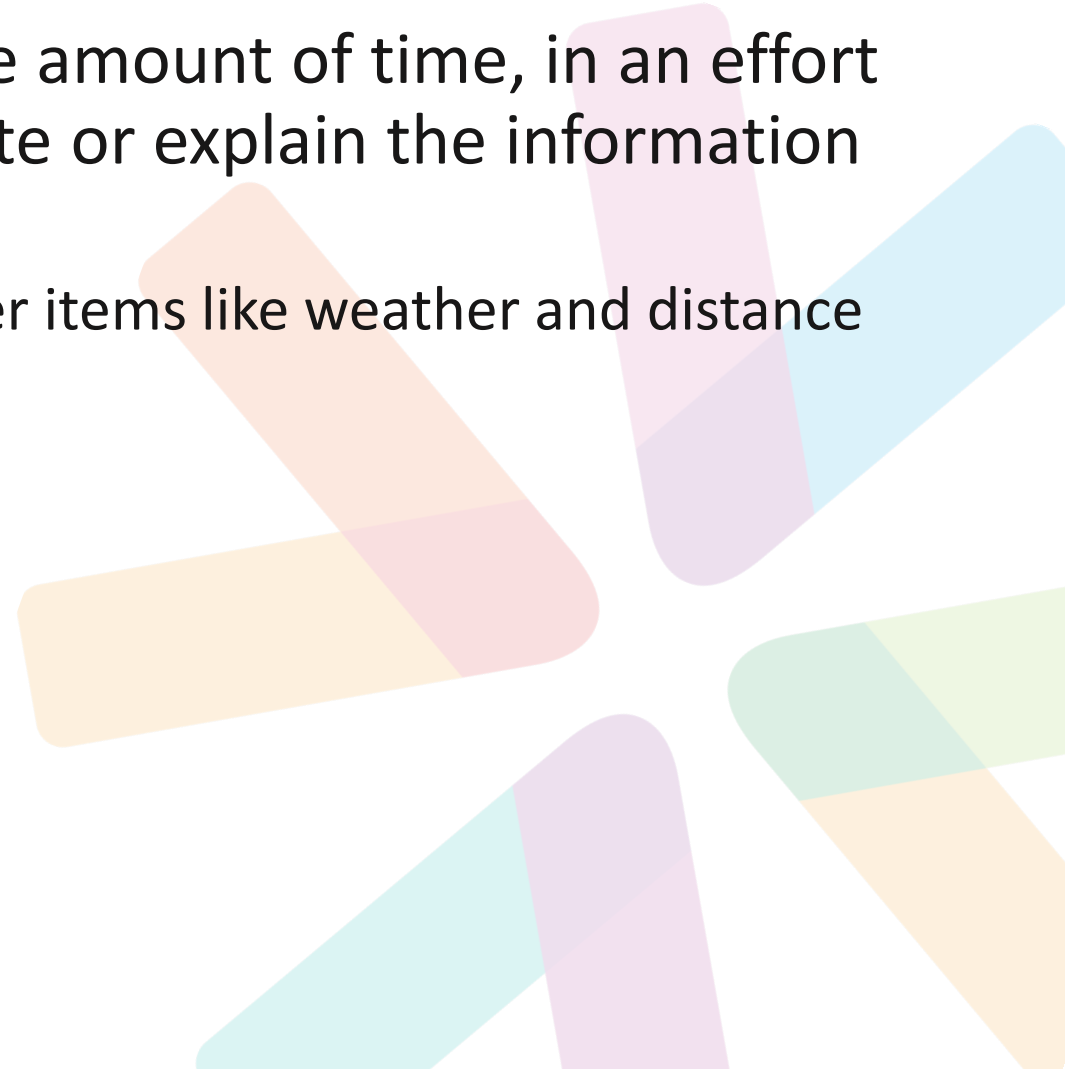 e amount of time, in an effort
te or explain the information
er items like weather and distance